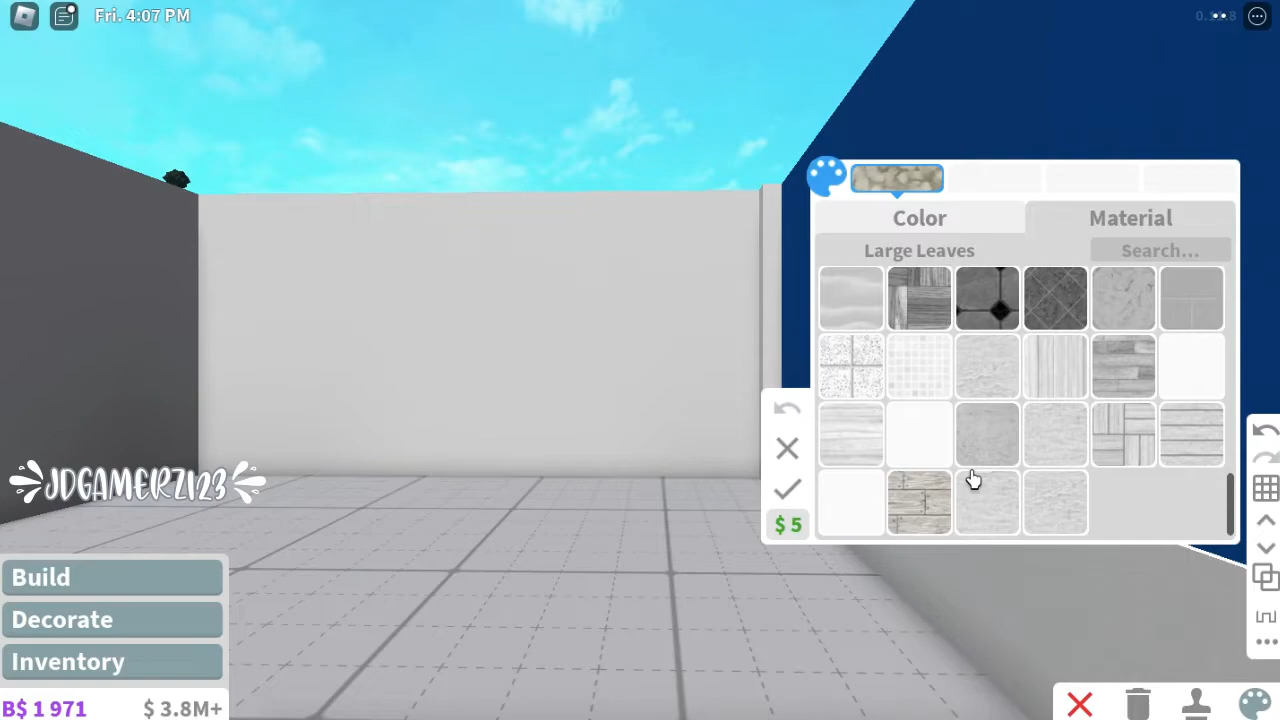 Fri. 4:07 PM
Color
Material
Large Leaves
Search...
$ 5
JDGAMERZ123
Build
Decorate
Inventory
B$ 1 971
$ 3.8M+